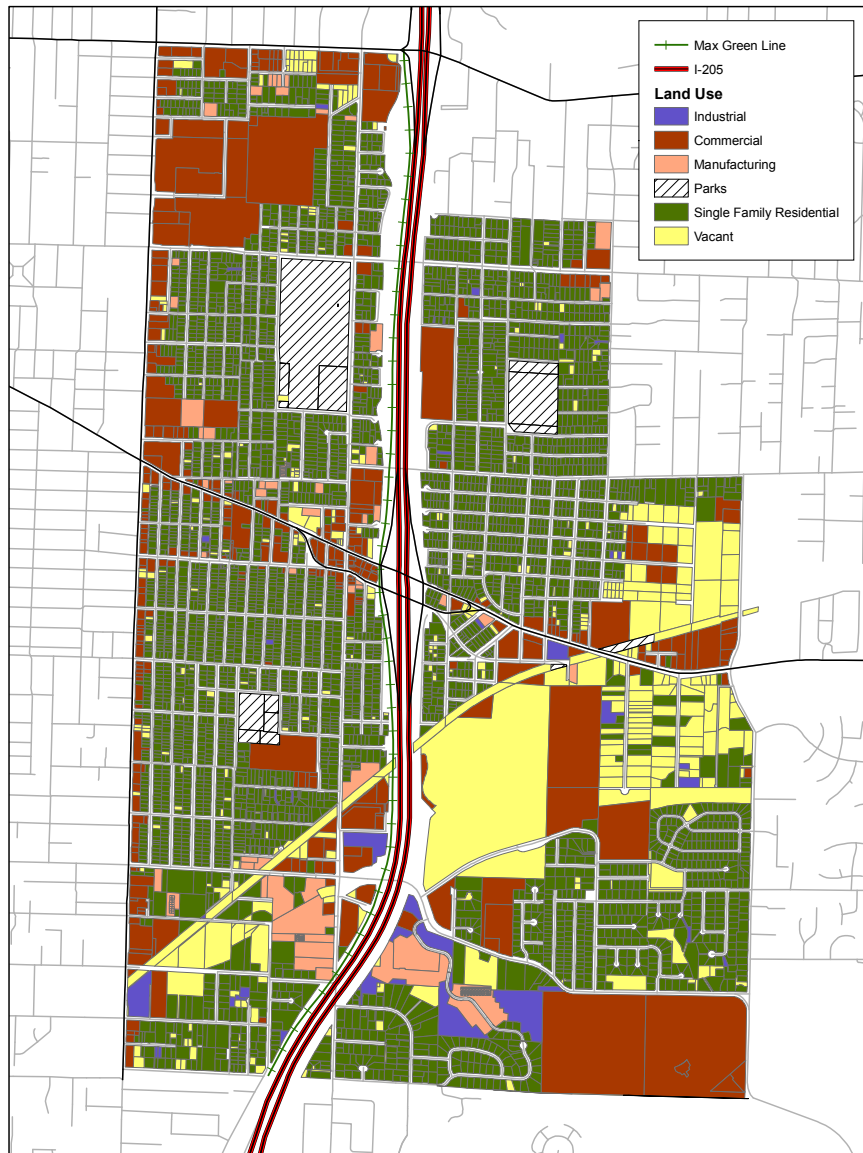 Max Green Line
I-205
Land Use
Industrial
Commercial
Manufacturing
Parks
Single Family Residential
Vacant